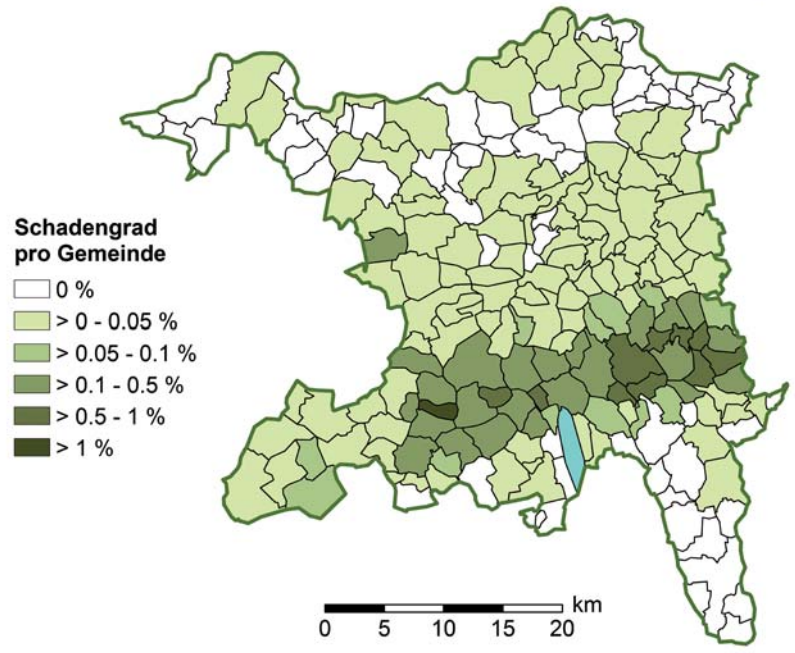 Schadengrad
pro Gemeinde
0 %
> 0 - 0.05 %
> 0.05 - 0.1 %
> 0.1 - 0.5 %
> 0.5 - 1 %
> 1 %
km
0 5 10 15 20